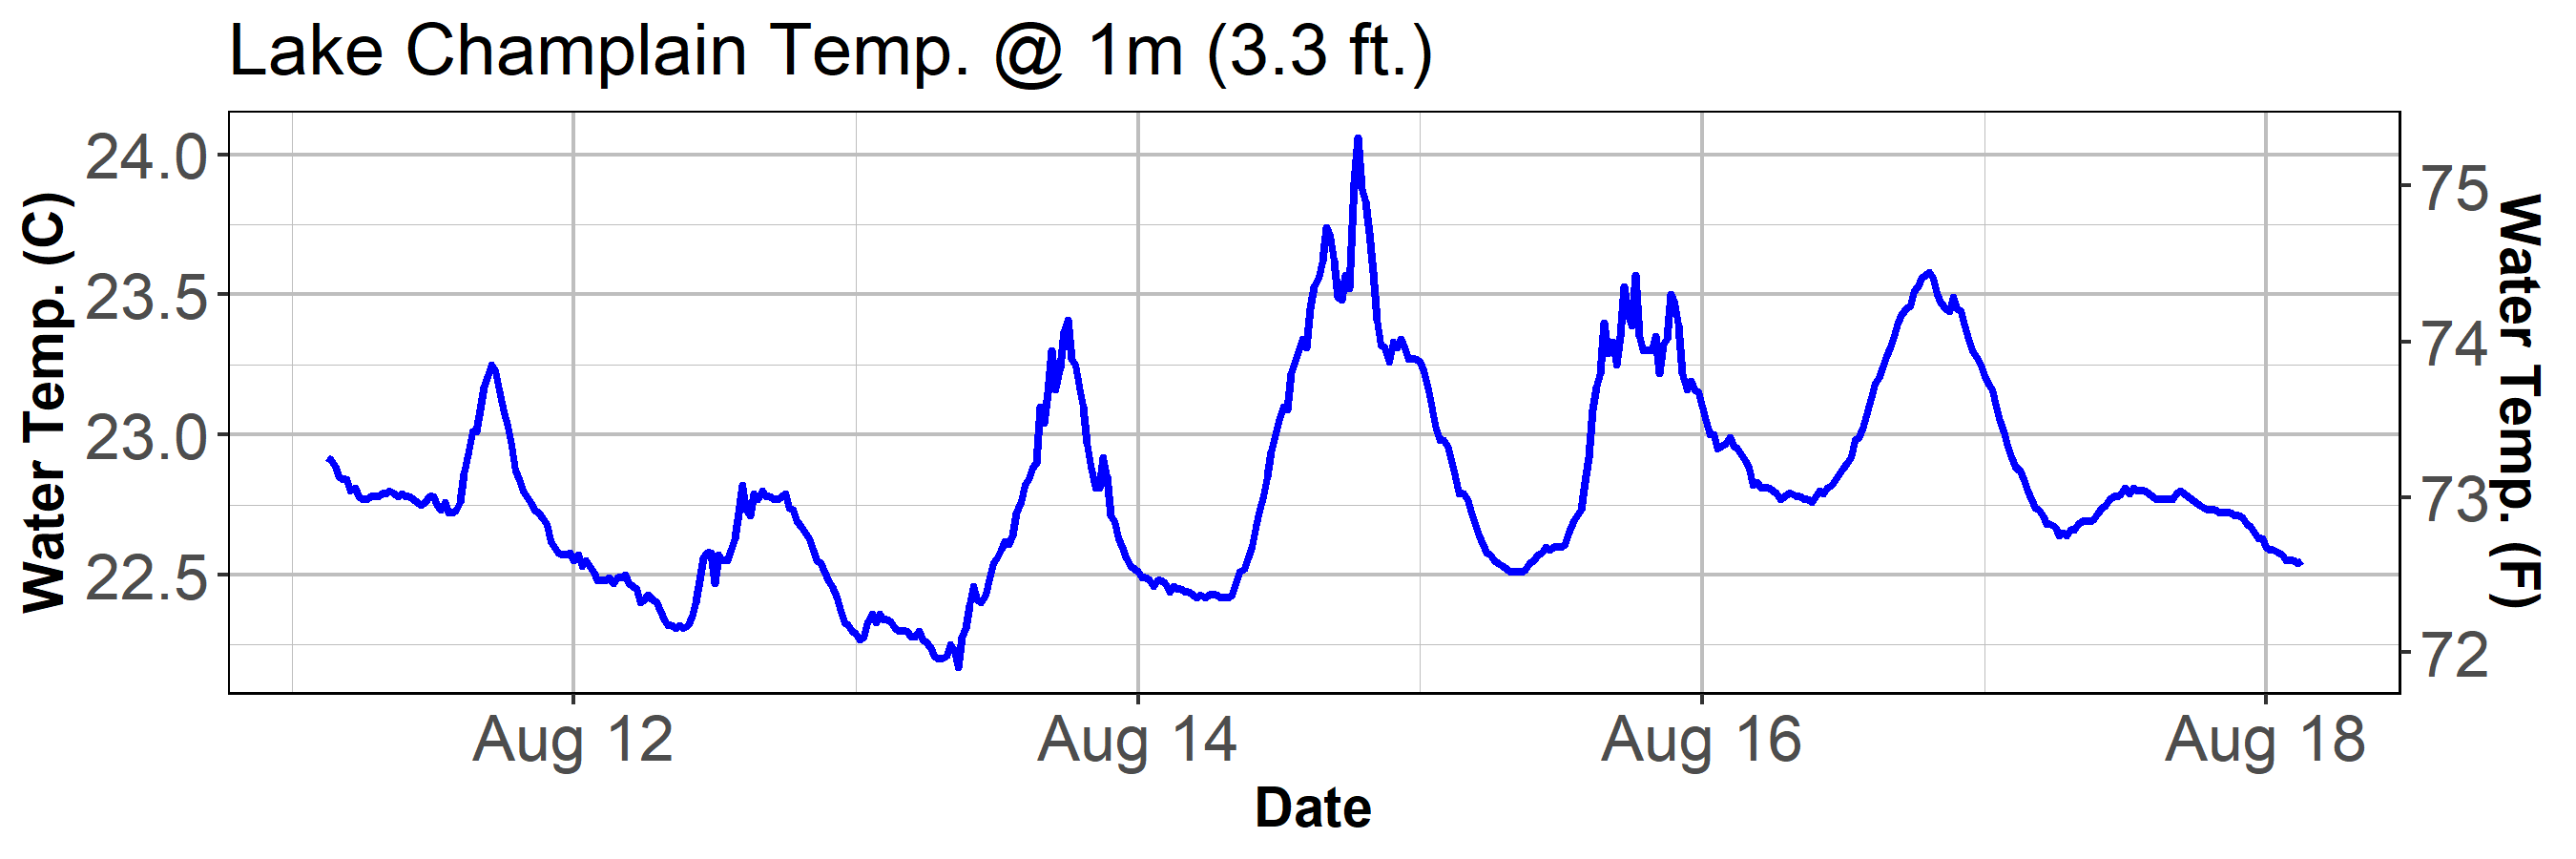 Lake Champlain Temp. @ 1m (3.3 ft.)
Water Temp. (C)
24.0
23.5
23.0
22.5
75
74
73
72
Water Temp. (F)
Aug 12 Aug 14 Aug 16 Aug 18
Date